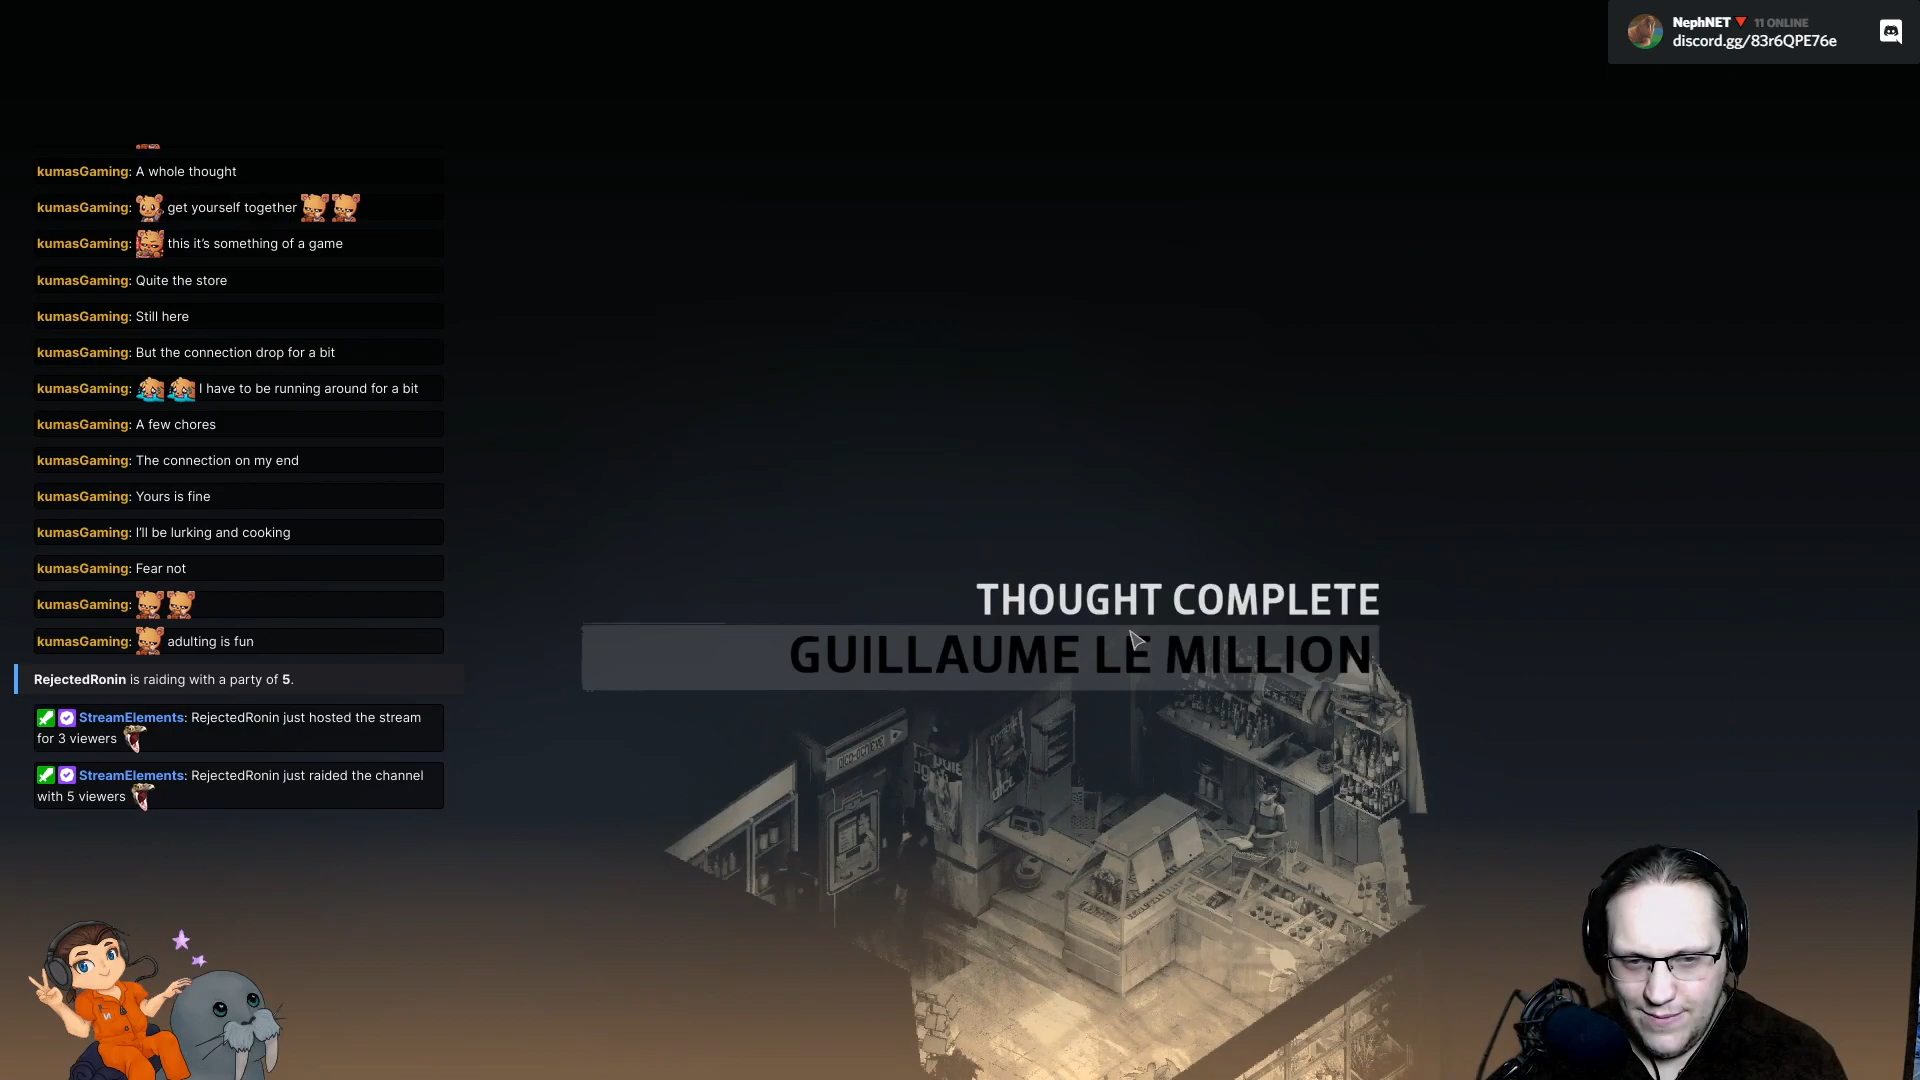 NephNET 11 ONLINE
discord.gg/83r6QPE76e
kumasGaming: A whole thought
kumasGaming: get yourself together
kumasGaming: this it's something of a game
kumasGaming: Quite the store
kumasGaming: Still here
kumasGaming: But the connection drop for a bit
kumasGaming: I have to be running around for a bit
kumasGaming: A few chores
kumasGaming: The connection on my end
kumasGaming: Yours is fine
kumasGaming: I'll be lurking and cooking
kumasGaming: Fear not
kumasGaming:
kumasGaming: adulting is fun
RejectedRonin is raiding with a party of 5.
StreamElements: RejectedRonin just hosted the stream
for 3 viewers
StreamElements: RejectedRonin just raided the channel
with 5 viewers
THOUGHT COMPLETE
GUILLAUME LE MILLION